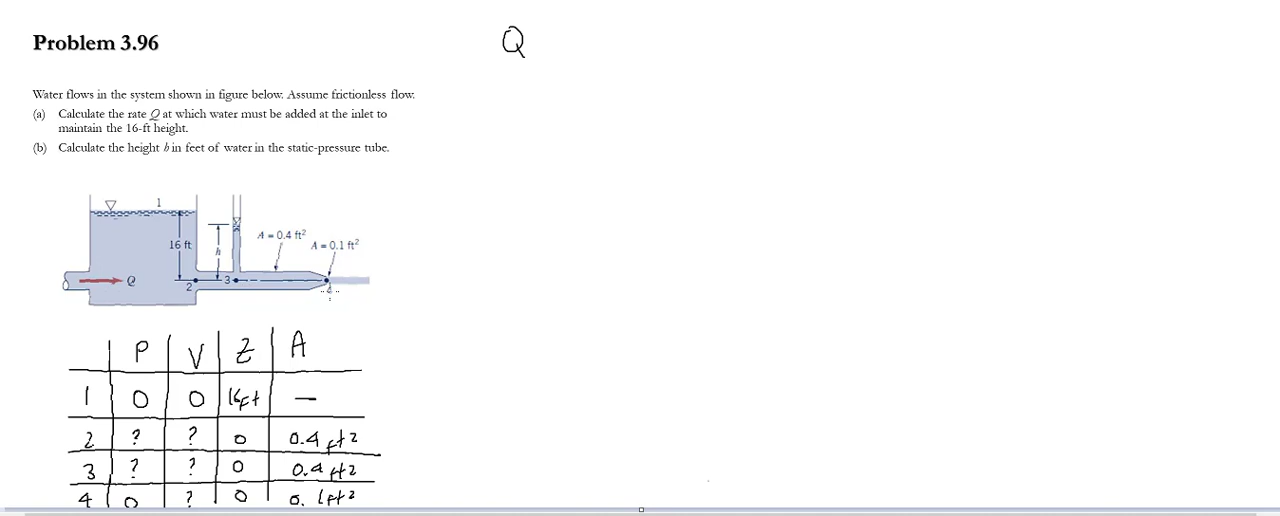 Problem 3.96
Q
Water flows in the system shown in figure below. Assume frictionless flow.
(a) Calculate the rate Q at which water must be added at the inlet to
maintain the 16-ft height.
(b) Calculate the height h in feet of water in the static-pressure tube.
1
A = 0.4 ft²
16 ft
A = 0.1 ft²
h
Q
2
3
4
P V Z A
1 0 0 16ft —
2 ? ? 0 0.4 ft2
3 ? ? 0 0.4 ft2
4 0 ? 0 0.1ft2